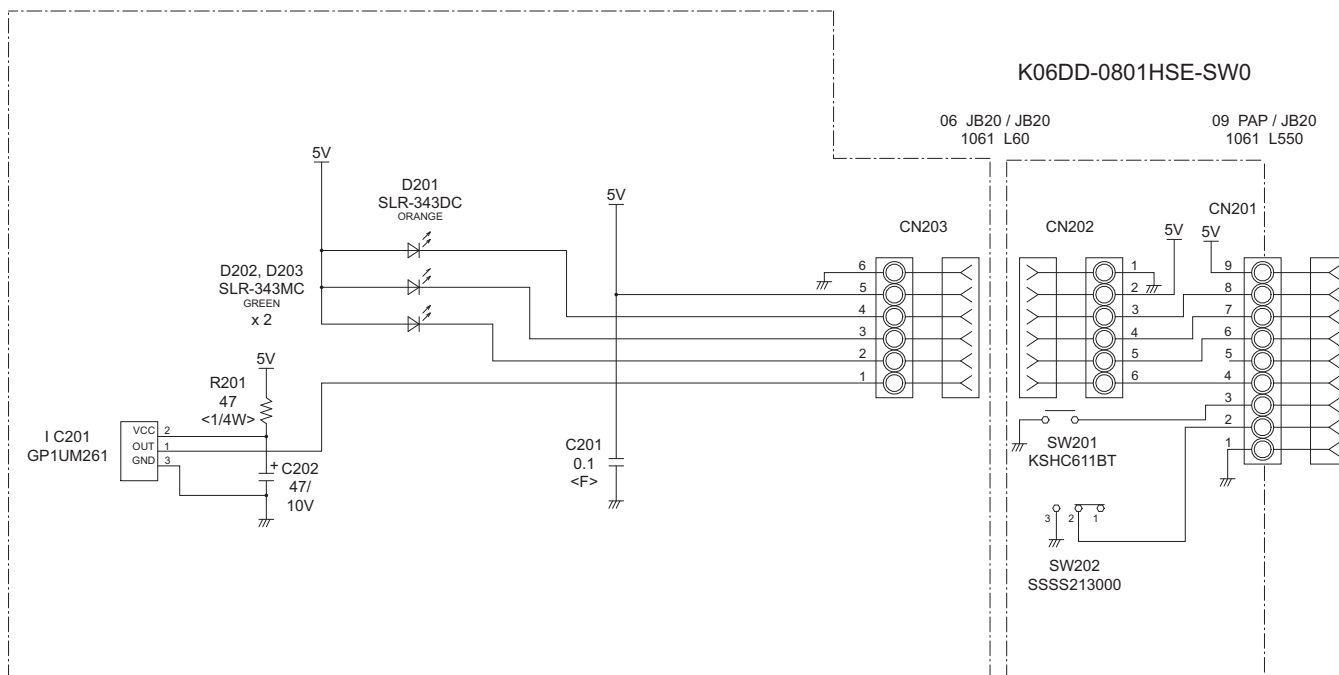 K06DD-0801HSE-SW0
06 JB20 / JB20
1061 L60
09 PAP / JB20
1061 L550
5V
D201
SLR-343DC
ORANGE
5V
CN203
CN202
5V
5V
CN201
D202, D203
SLR-343MC
GREEN
x 2
6
5
4
3
2
1
1
2
3
4
5
6
9
8
7
6
5
4
3
2
1
5V
R201
47
<1/4W>
I C201
GP1UM261
VCC 2
OUT 1
GND 3
+ C202
47/
10V
C201
0.1
<F>
SW201
KSHC611BT
3 2 1
SW202
SSSS213000